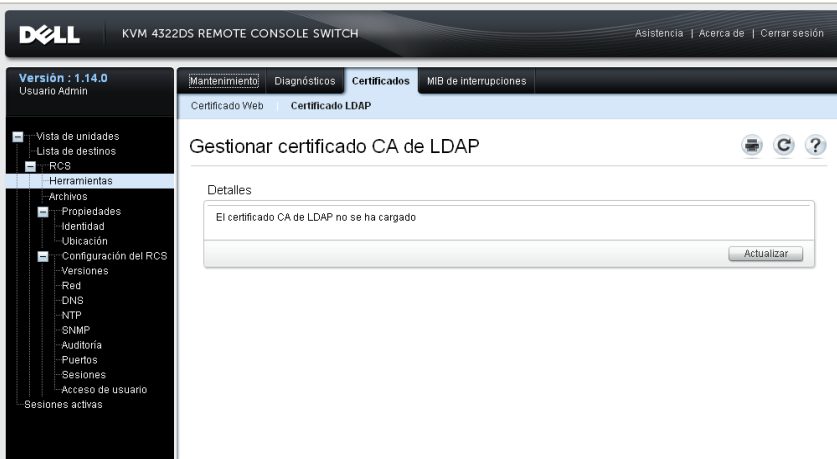 DELL
KVM 4322DS REMOTE CONSOLE SWITCH
Asistencia | Acerca de | Cerrar sesión
Versión : 1.14.0
Usuario Admin
Mantenimiento
Diagnósticos
Certificados
MIB de interrupciones
Certificado Web
Certificado LDAP
Vista de unidades
Lista de destinos
RCS
Herramientas
Archivos
Propiedades
Identidad
Ubicación
Configuración del RCS
Versiones
Red
DNS
NTP
SNMP
Auditoría
Puertos
Sesiones
Acceso de usuario
Sesiones activas
Gestionar certificado CA de LDAP
?
Detalles
El certificado CA de LDAP no se ha cargado
Actualizar